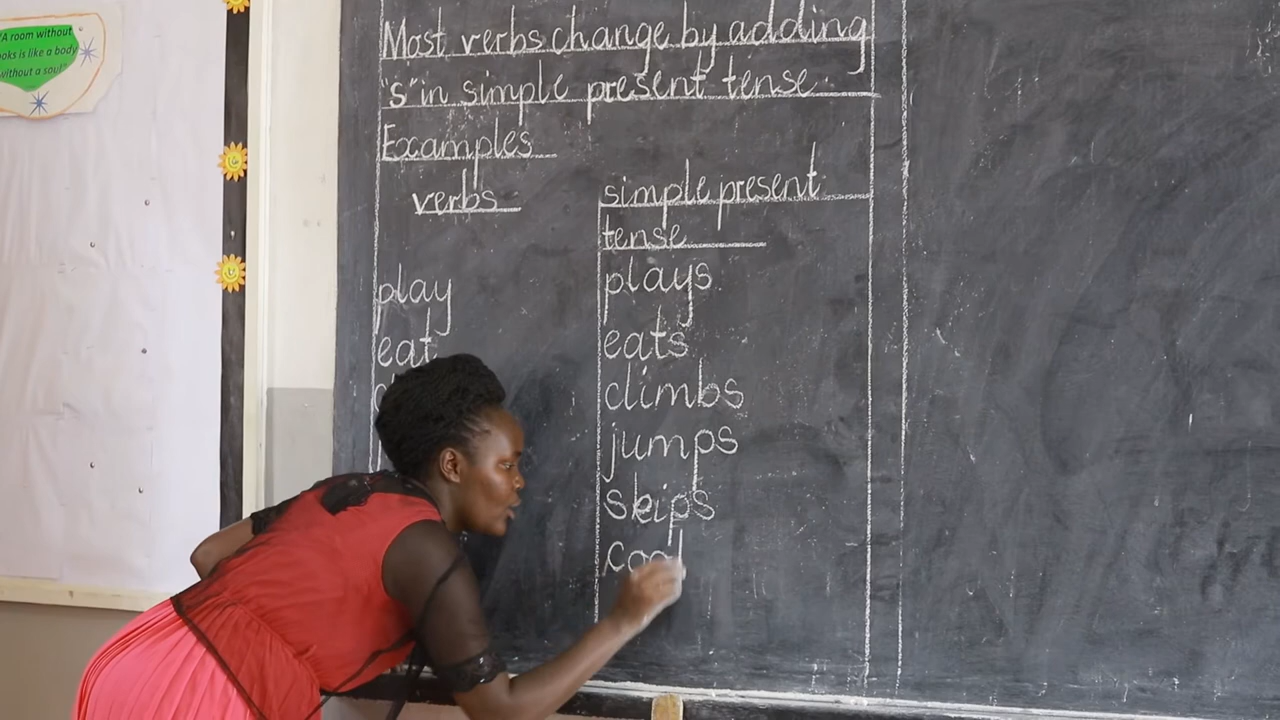 "A room without
books is like a body
without a soul"
Most verbs change by adding
"s" in simple present tense.
Examples
verbs simple present
tense
play plays
eat eats
climbs
jumps
skips